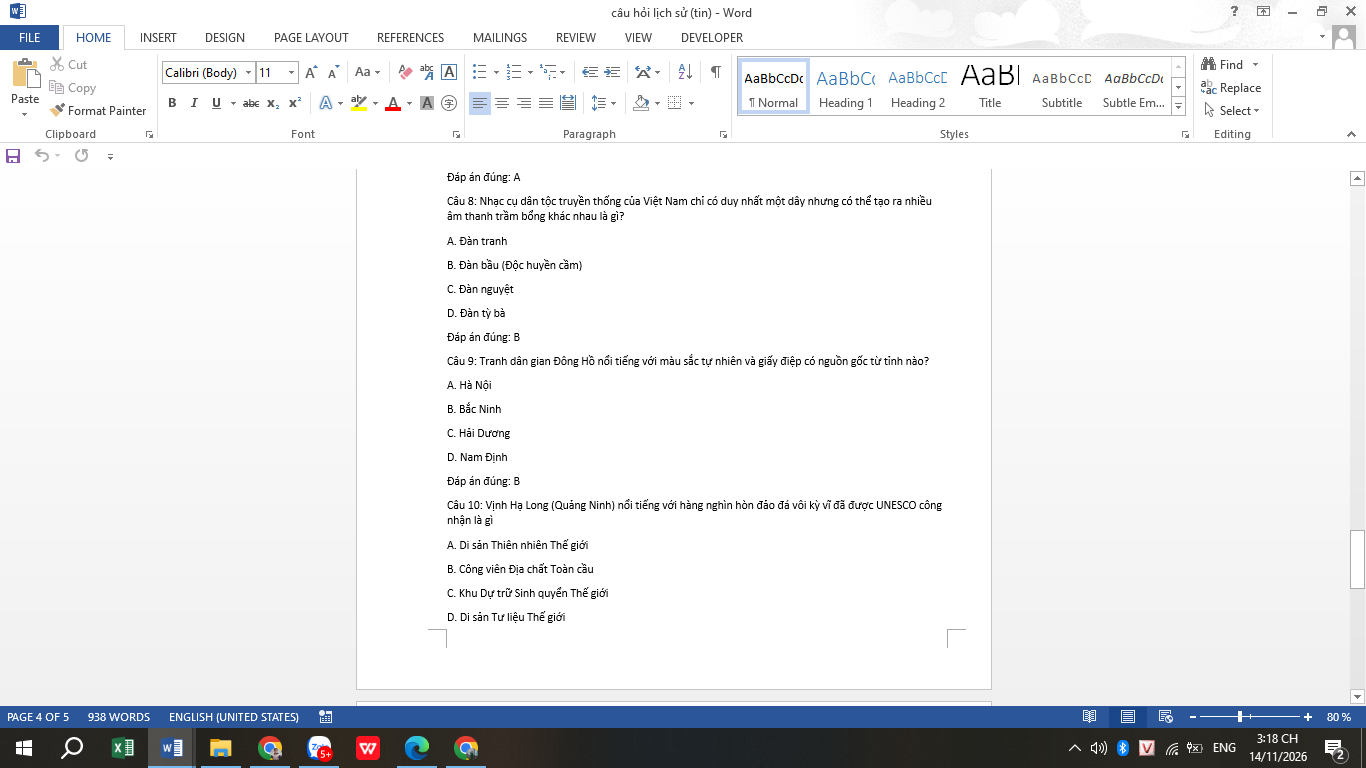 câu hỏi lịch sử (tin) - Word
FILE HOME INSERT DESIGN PAGE LAYOUT REFERENCES MAILINGS REVIEW VIEW DEVELOPER
Paste
Cut
Copy
Format Painter
Clipboard
Calibri (Body) 11
Font
Paragraph
AaBbCcDc AaBbCc AaBbCcD AaB AaBbCcD AaBbCcDc
¶ Normal Heading 1 Heading 2 Title Subtitle Subtle Em...
Styles
Find
Replace
Select
Editing
Đáp án đúng: A
Câu 8: Nhạc cụ dân tộc truyền thống của Việt Nam chỉ có duy nhất một dây nhưng có thể tạo ra nhiều
âm thanh trầm bổng khác nhau là gì?
A. Đàn tranh
B. Đàn bầu (Độc huyền cầm)
C. Đàn nguyệt
D. Đàn tỳ bà
Đáp án đúng: B
Câu 9: Tranh dân gian Đông Hồ nổi tiếng với màu sắc tự nhiên và giấy điệp có nguồn gốc từ tỉnh nào?
A. Hà Nội
B. Bắc Ninh
C. Hải Dương
D. Nam Định
Đáp án đúng: B
Câu 10: Vịnh Hạ Long (Quảng Ninh) nổi tiếng với hàng nghìn hòn đảo đá vôi kỳ vĩ đã được UNESCO công
nhận là gì
A. Di sản Thiên nhiên Thế giới
B. Công viên Địa chất Toàn cầu
C. Khu Dự trữ Sinh quyển Thế giới
D. Di sản Tư liệu Thế giới
PAGE 4 OF 5 938 WORDS ENGLISH (UNITED STATES) 80 %
ENG
3:18 CH
14/11/2026
2